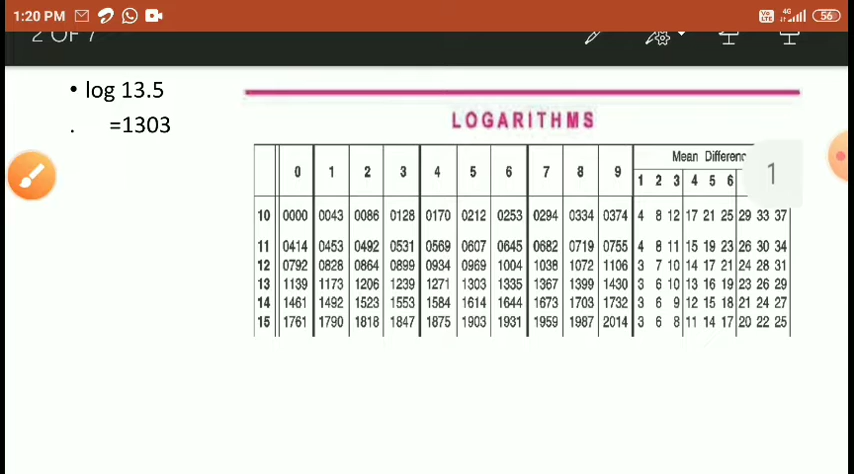 1:20 PM
Vo LTE 4G 56
2 OF 7
• log 13.5
. =1303
LOGARITHMS
Mean Differenc
0 1 2 3 4 5 6 7 8 9 1 2 3 4 5 6 1
10 0000 0043 0086 0128 0170 0212 0253 0294 0334 0374 4 8 12 17 21 25 29 33 37
11 0414 0453 0492 0531 0569 0607 0645 0682 0719 0755 4 8 11 15 19 23 26 30 34
12 0792 0828 0864 0899 0934 0969 1004 1038 1072 1106 3 7 10 14 17 21 24 28 31
13 1139 1173 1206 1239 1271 1303 1335 1367 1399 1430 3 6 10 13 16 19 23 26 29
14 1461 1492 1523 1553 1584 1614 1644 1673 1703 1732 3 6 9 12 15 18 21 24 27
15 1761 1790 1818 1847 1875 1903 1931 1959 1987 2014 3 6 8 11 14 17 20 22 25